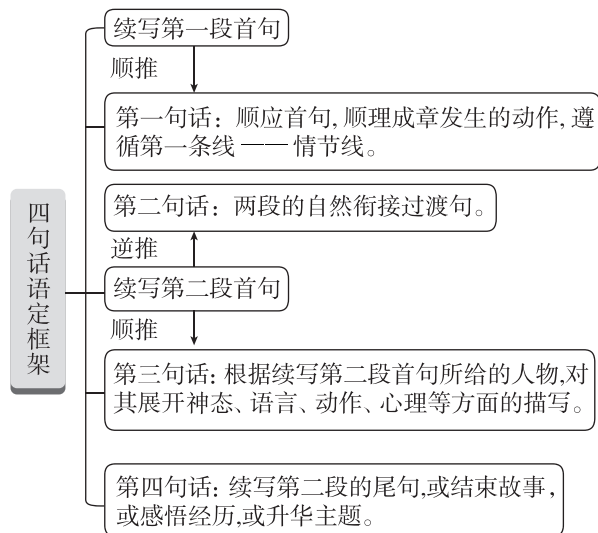 四句话语定框架
续写第一段首句
顺推
第一句话：顺应首句,顺理成章发生的动作,遵
循第一条线——情节线。
第二句话：两段的自然衔接过渡句。
逆推
续写第二段首句
顺推
第三句话:根据续写第二段首句所给的人物,对
其展开神态、语言、动作、心理等方面的描写。
第四句话:续写第二段的尾句,或结束故事,
或感悟经历,或升华主题。